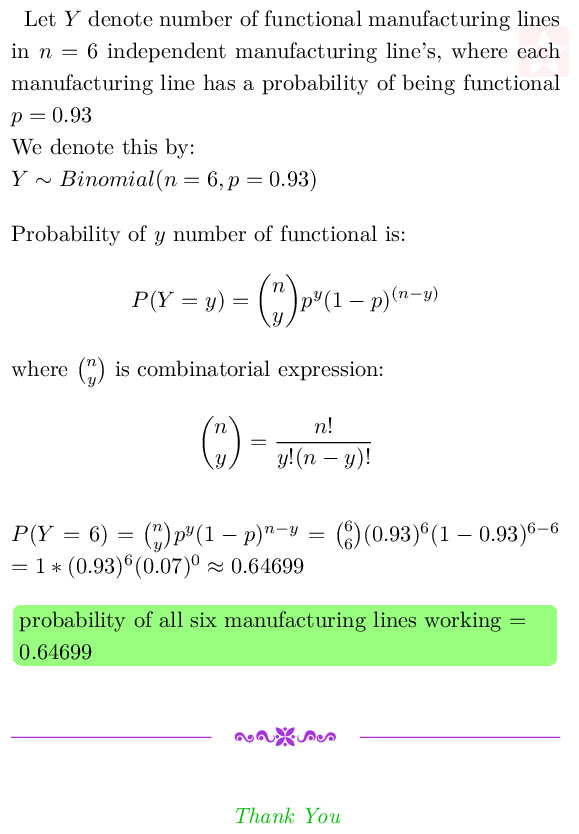 Let Y denote number of functional manufacturing lines
in n = 6 independent manufacturing line's, where each
manufacturing line has a probability of being functional
p = 0.93
We denote this by:
Y ∼ Binomial(n = 6, p = 0.93)
Probability of y number of functional is:
P(Y = y) = \binom{n}{y} p^y (1 − p)^{(n−y)}
where \binom{n}{y} is combinatorial expression:
\binom{n}{y} = \frac{n!}{y!(n − y)!}
P(Y = 6) = \binom{n}{y} p^y (1 − p)^{n−y} = \binom{6}{6} (0.93)^6 (1 − 0.93)^{6−6}
= 1 ∗ (0.93)^6 (0.07)^0 ≈ 0.64699
probability of all six manufacturing lines working =
0.64699
Thank You